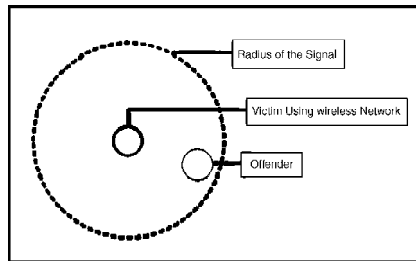 Radius of the Signal
Victim Using wireless Network
Offender